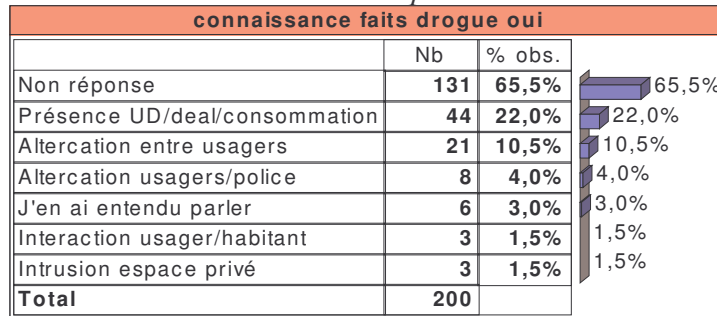 connaissance faits drogue oui
Nb % obs.
Non réponse 131 65,5% 65,5%
Présence UD/deal/consommation 44 22,0% 22,0%
Altercation entre usagers 21 10,5% 10,5%
Altercation usagers/police 8 4,0% 4,0%
J'en ai entendu parler 6 3,0% 3,0%
Interaction usager/habitant 3 1,5% 1,5%
Intrusion espace privé 3 1,5% 1,5%
Total 200